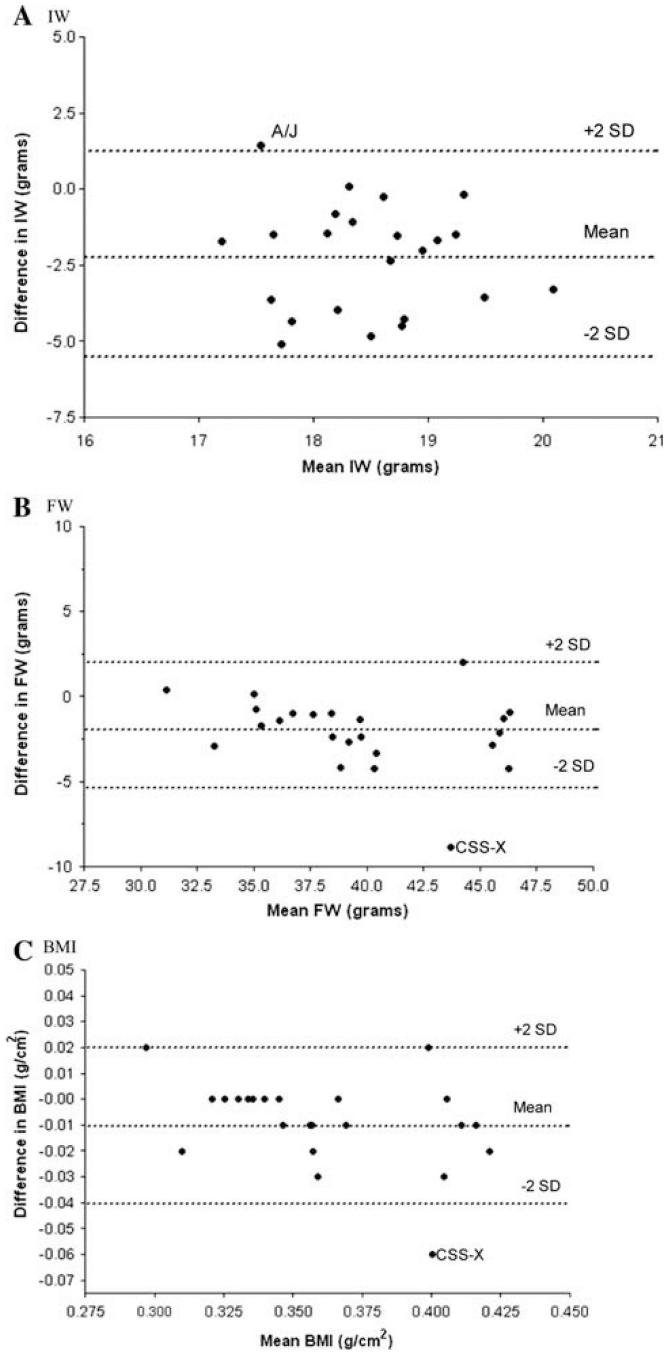 A IW
5.0
2.5
0.0
-2.5
-5.0
-7.5
Difference in IW (grams)
A/J
+2 SD
Mean
-2 SD
16 17 18 19 20 21
Mean IW (grams)
B FW
10
5
0
-5
-10
Difference in FW (grams)
+2 SD
Mean
-2 SD
CSS-X
27.5 30.0 32.5 35.0 37.5 40.0 42.5 45.0 47.5 50.0
Mean FW (grams)
C BMI
0.05
0.04
0.03
0.02
0.01
-0.00
-0.01
-0.02
-0.03
-0.04
-0.05
-0.06
-0.07
Difference in BMI (g/cm²)
+2 SD
Mean
-2 SD
CSS-X
0.275 0.300 0.325 0.350 0.375 0.400 0.425 0.450
Mean BMI (g/cm²)